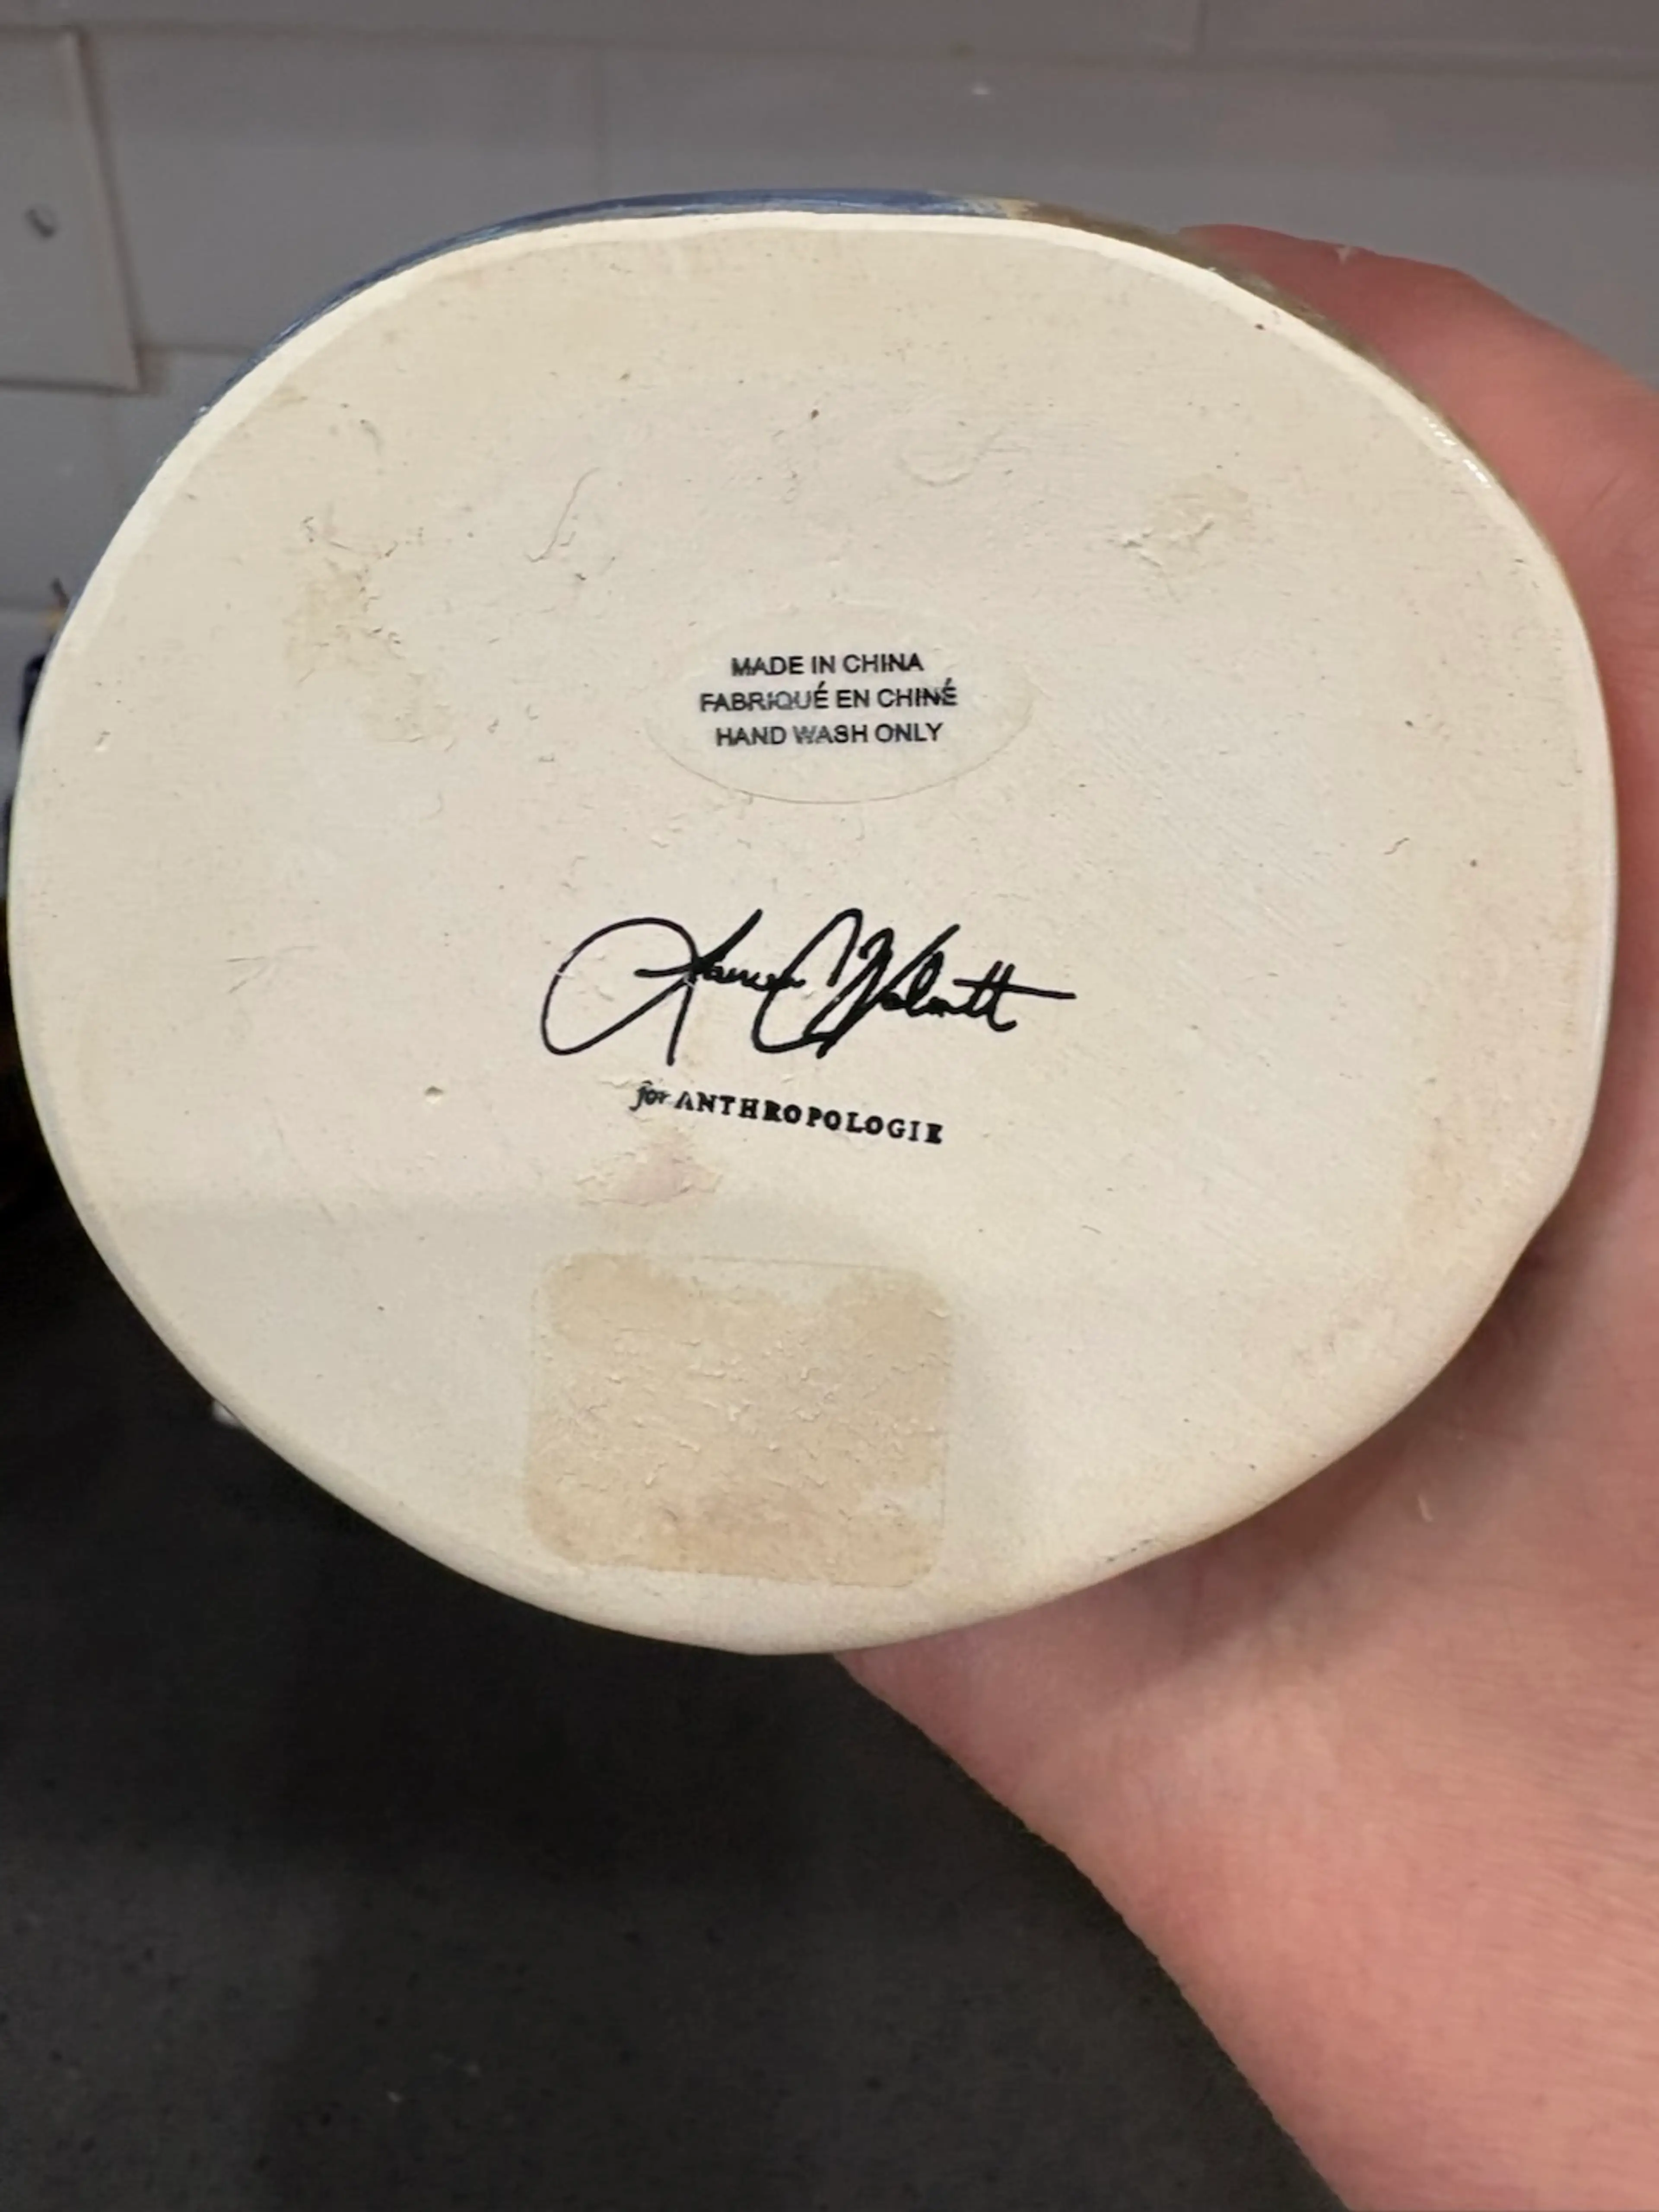 MADE IN CHINA
FABRIQUÉ EN CHINÉ
HAND WASH ONLY
for ANTHROPOLOGIE